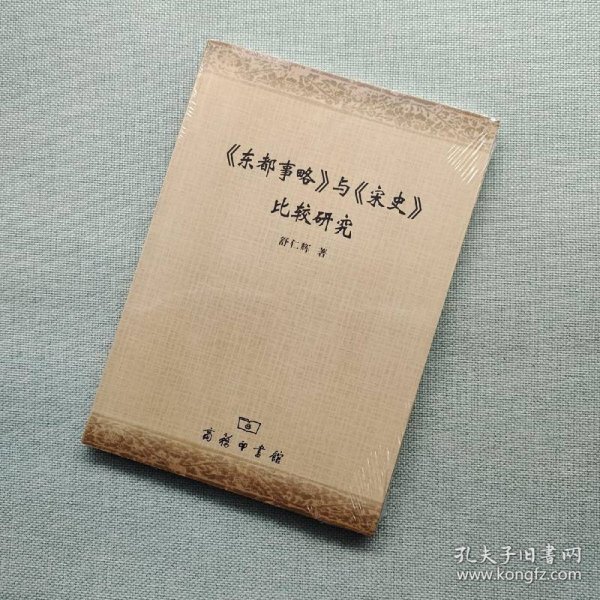 《东都事略》与《宋史》
比较研究
舒仁辉 著
商务印书馆
孔夫子旧书网
www.kongfz.com